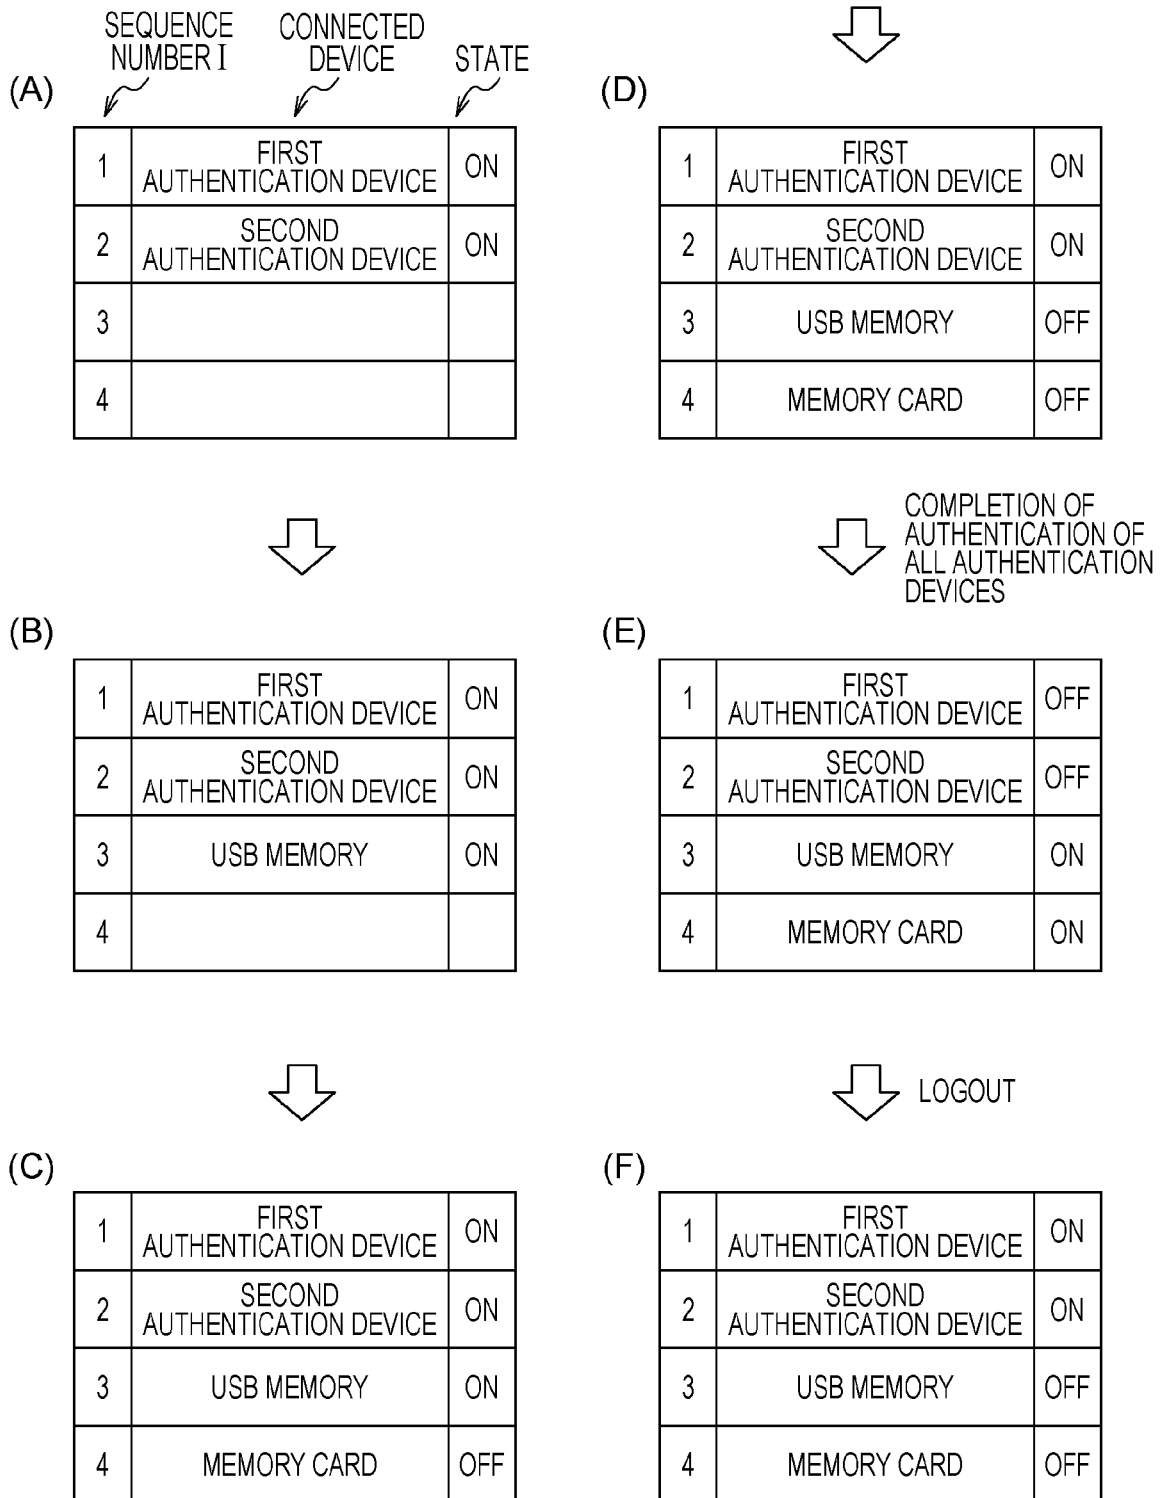 SEQUENCE
NUMBER I
CONNECTED
DEVICE
STATE
(A)
1
FIRST
AUTHENTICATION DEVICE
ON
2
SECOND
AUTHENTICATION DEVICE
ON
3
4
(B)
1
FIRST
AUTHENTICATION DEVICE
ON
2
SECOND
AUTHENTICATION DEVICE
ON
3
USB MEMORY
ON
4
(C)
1
FIRST
AUTHENTICATION DEVICE
ON
2
SECOND
AUTHENTICATION DEVICE
ON
3
USB MEMORY
ON
4
MEMORY CARD
OFF
(D)
1
FIRST
AUTHENTICATION DEVICE
ON
2
SECOND
AUTHENTICATION DEVICE
ON
3
USB MEMORY
OFF
4
MEMORY CARD
OFF
COMPLETION OF
AUTHENTICATION OF
ALL AUTHENTICATION
DEVICES
(E)
1
FIRST
AUTHENTICATION DEVICE
OFF
2
SECOND
AUTHENTICATION DEVICE
OFF
3
USB MEMORY
ON
4
MEMORY CARD
ON
LOGOUT
(F)
1
FIRST
AUTHENTICATION DEVICE
ON
2
SECOND
AUTHENTICATION DEVICE
ON
3
USB MEMORY
OFF
4
MEMORY CARD
OFF